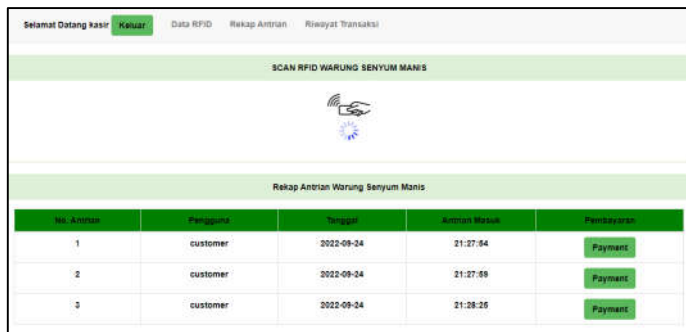 Selamat Datang kasir Keluar Data RFID Rekap Antrian Riwayat Transaksi
SCAN RFID WARUNG SENYUM MANIS
Rekap Antrian Warung Senyum Manis
No. Antrian Pengguna Tanggal Antrian Masuk Pembayaran
1 customer 2022-09-24 21:27:54 Payment
2 customer 2022-09-24 21:27:59 Payment
3 customer 2022-09-24 21:28:25 Payment